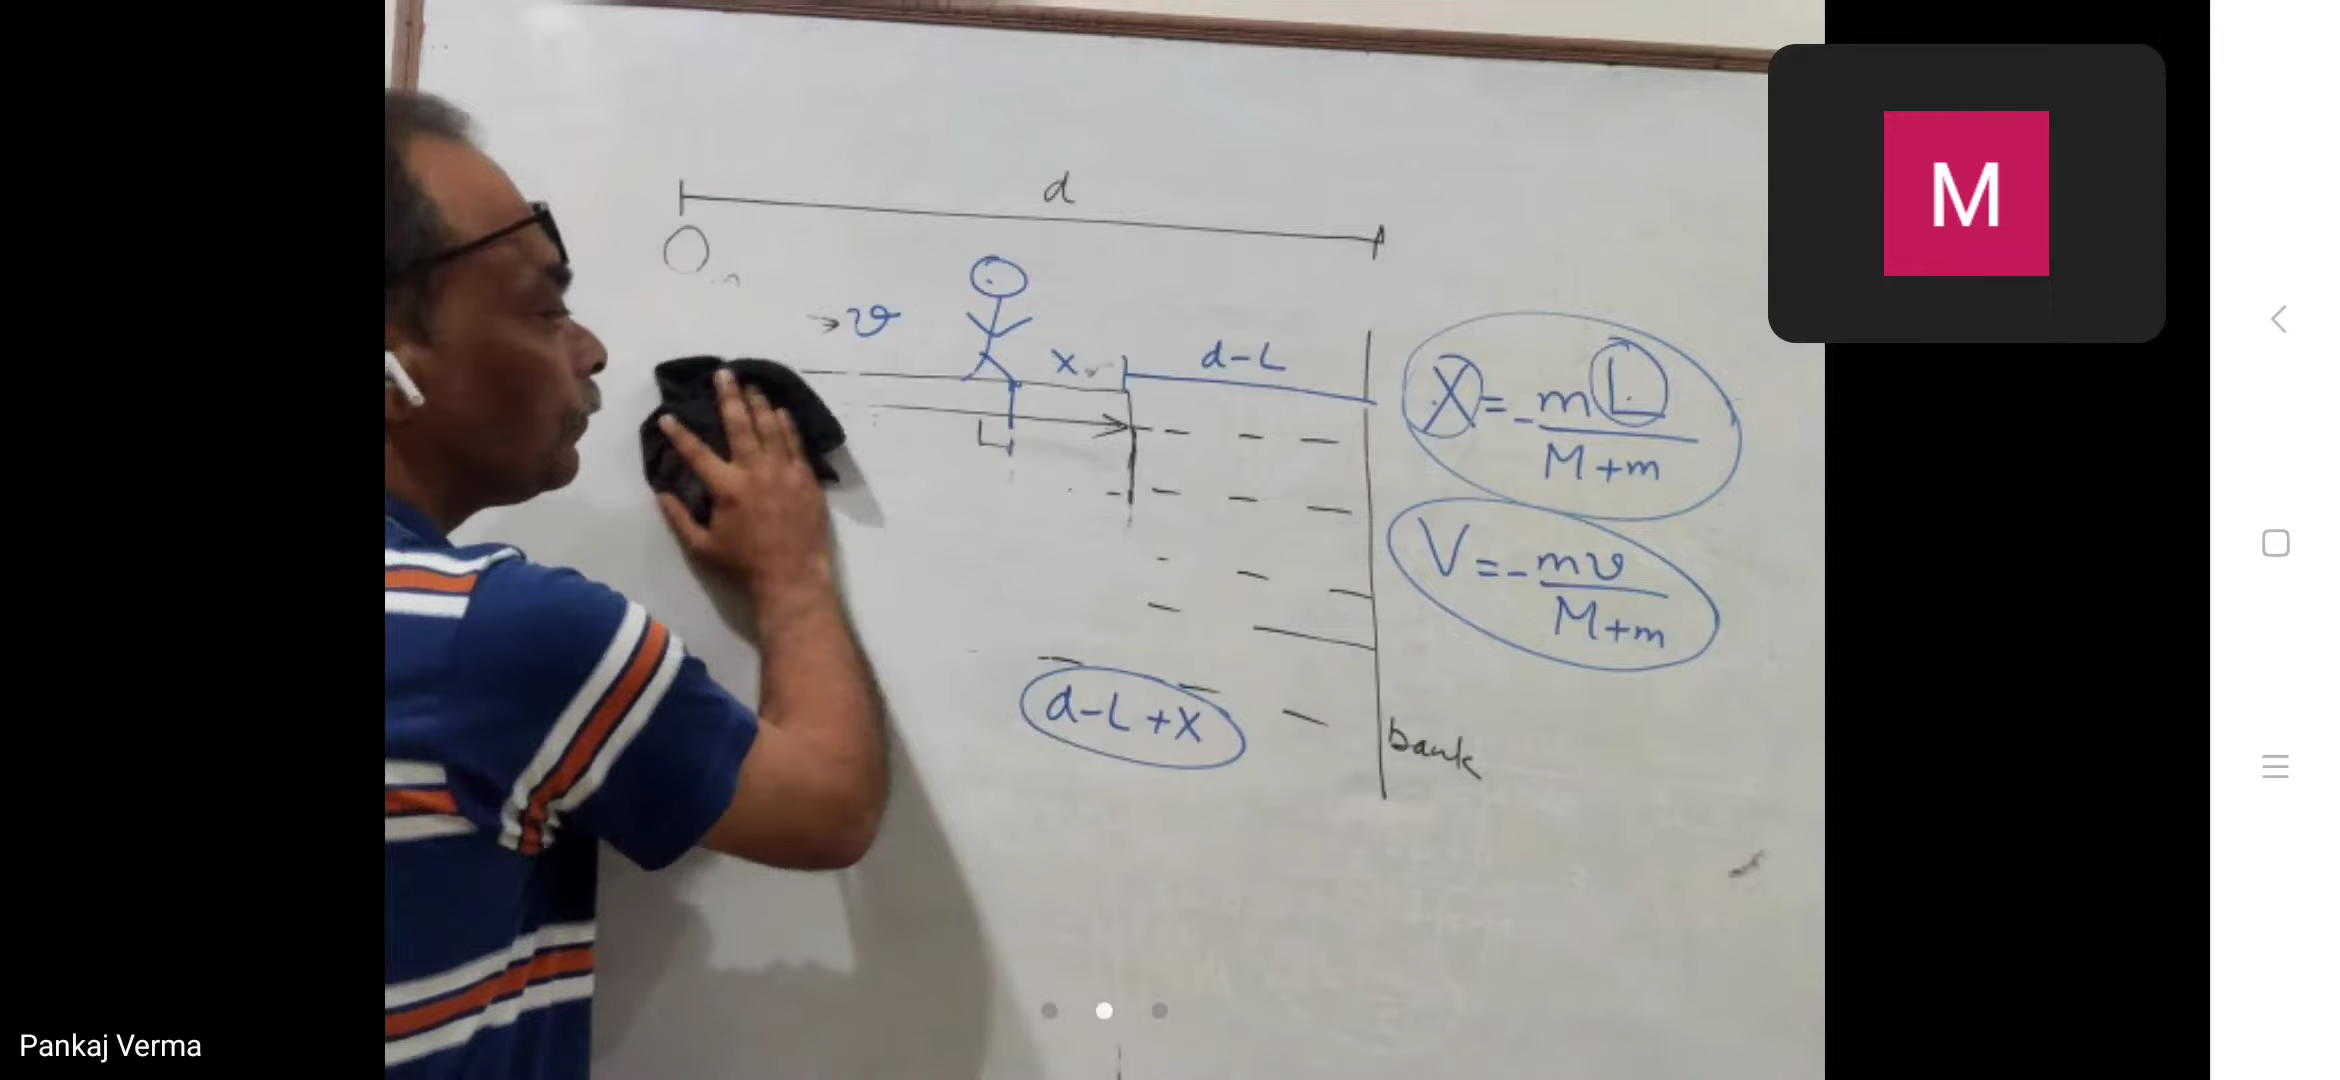 d
M
→ v
x
d-L
X = - mL / M+m
L
V = - mv / M+m
d-L+X
bank
Pankaj Verma